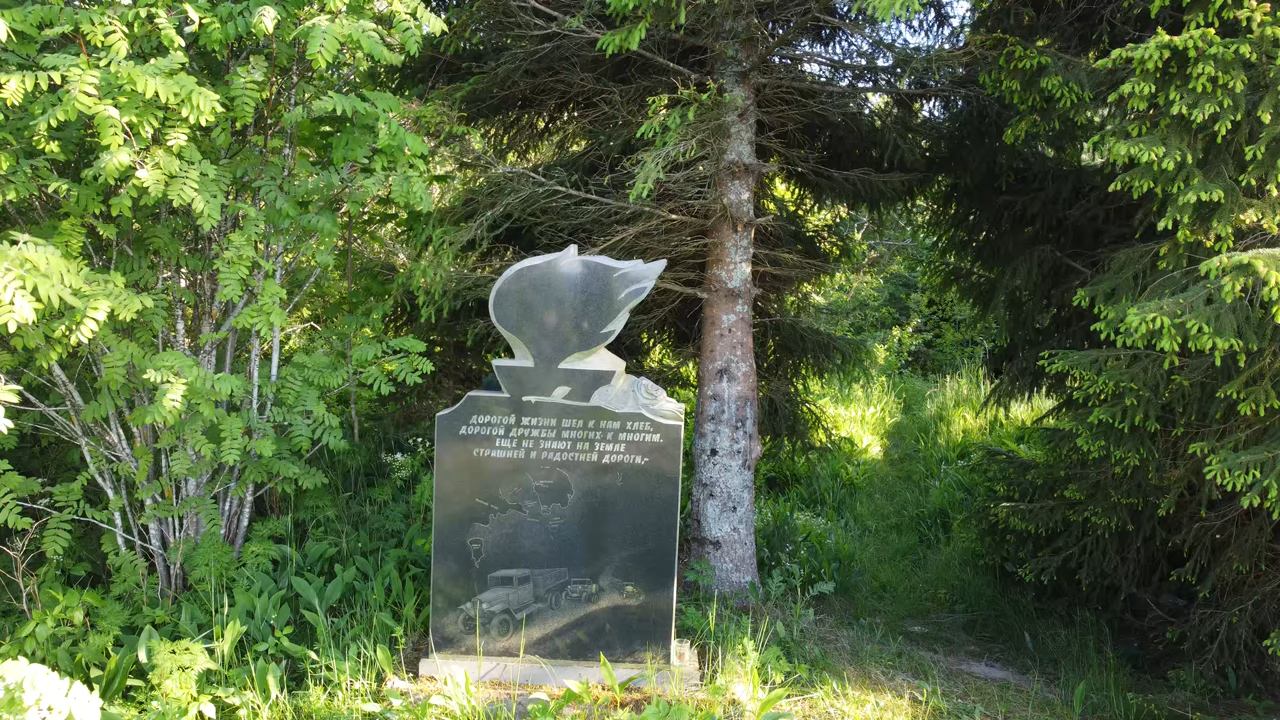 ДОРОГОЙ ЖИЗНИ ШЕЛ К НАМ ХЛЕБ,
ДОРОГОЙ ДРУЖБЫ МНОГИХ К МНОГИМ.
ЕЩЕ НЕ ЗНАЮТ НА ЗЕМЛЕ
СТРАШНЕЙ И РАДОСТНЕЙ ДОРОГИ,-